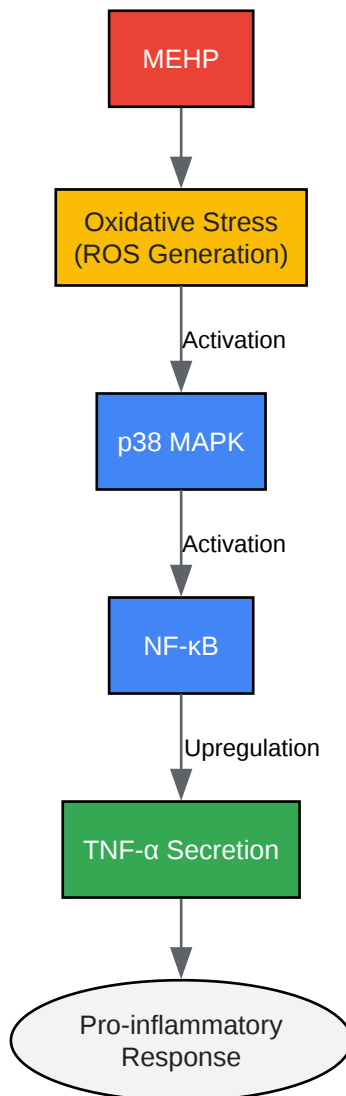 MEHP
Oxidative Stress
(ROS Generation)
Activation
p38 MAPK
Activation
NF-κB
Upregulation
TNF-α Secretion
Pro-inflammatory
Response